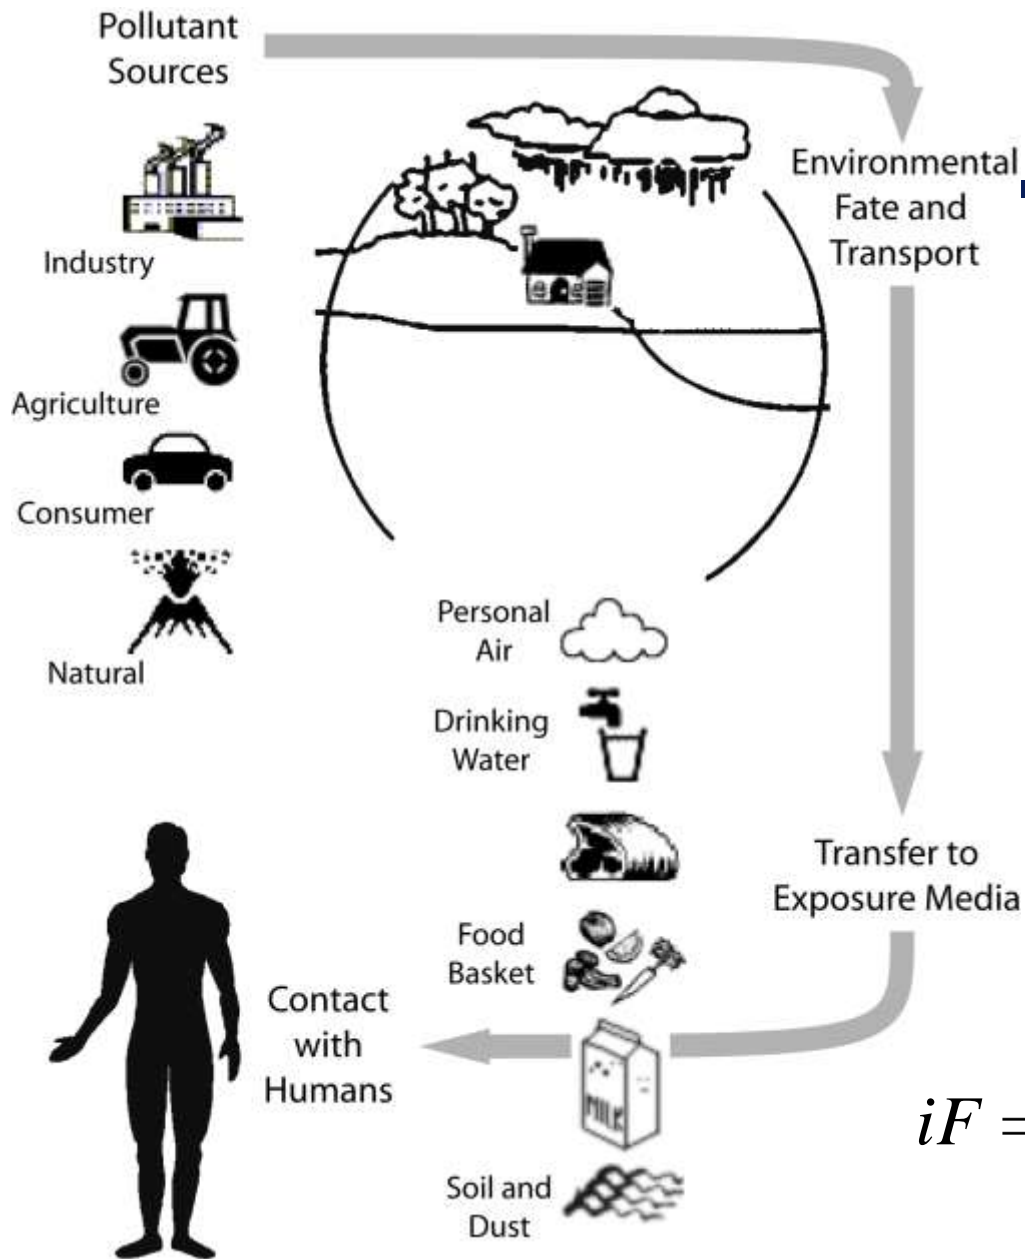 Pollutant
Sources
Industry
Agriculture
Consumer
Natural
Environmental
Fate and
Transport
Personal
Air
Drinking
Water
Food
Basket
MILK
Soil and
Dust
Transfer to
Exposure Media
Contact
with
Humans
iF =